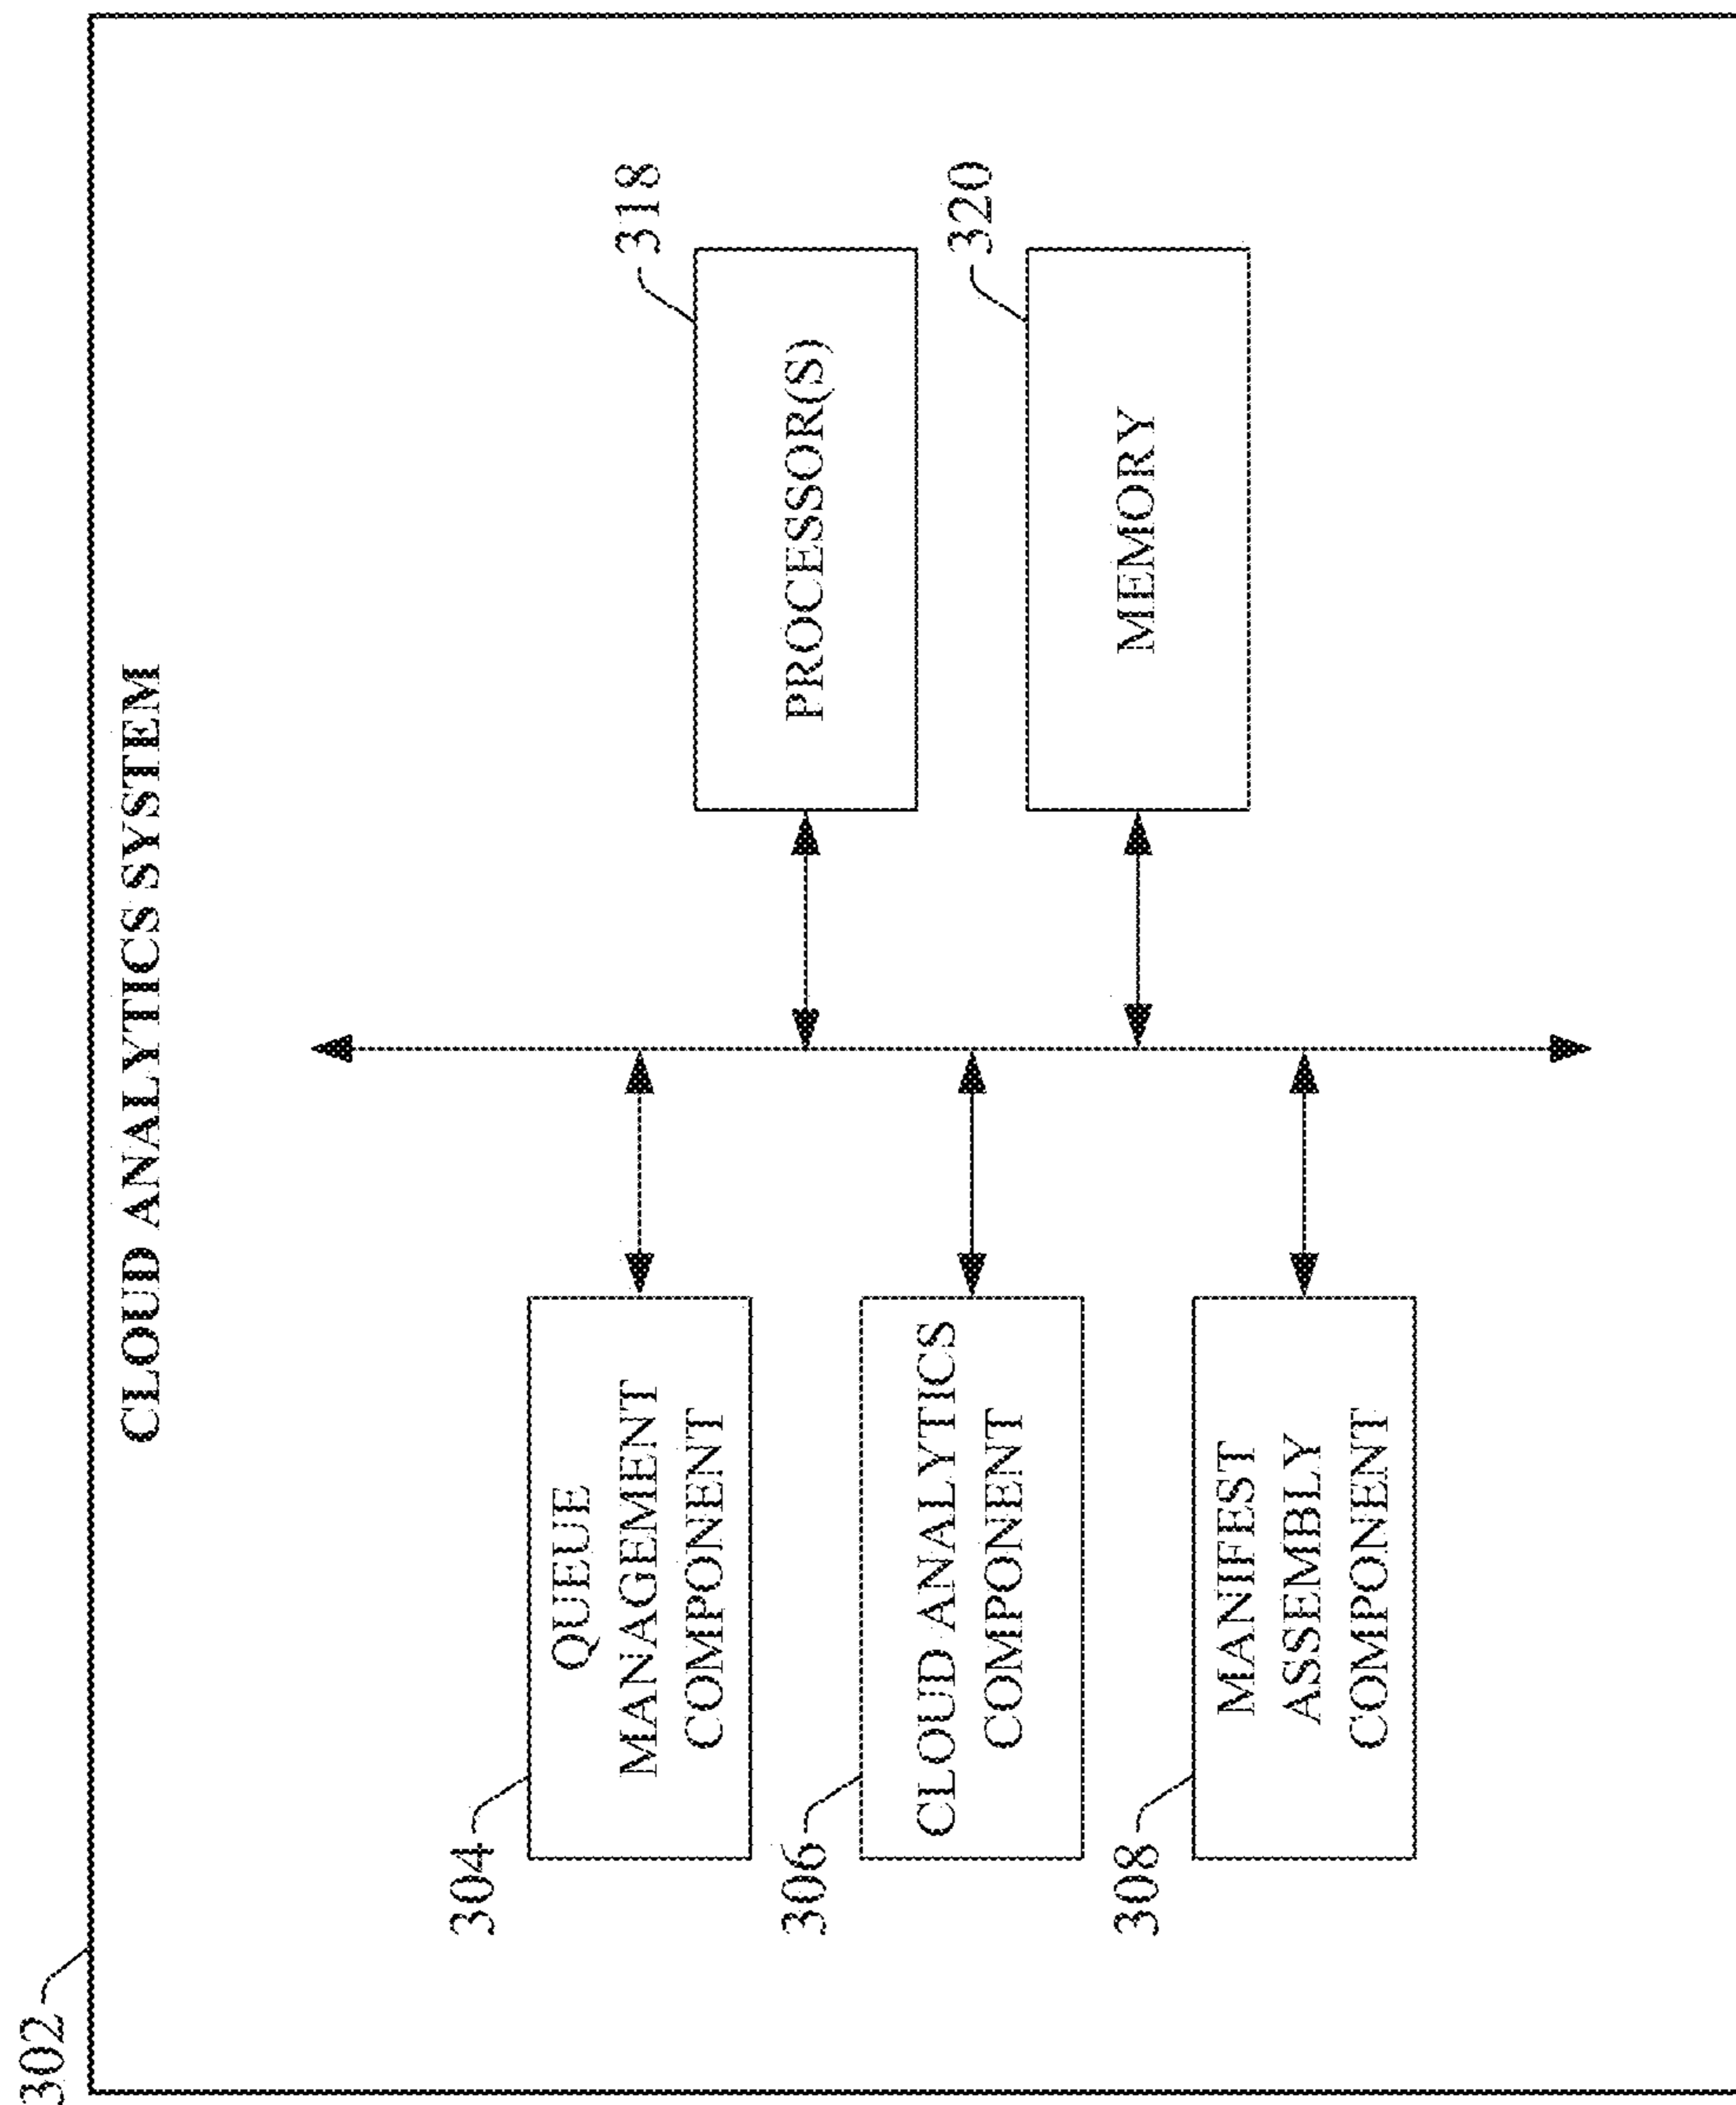 302
CLOUD ANALYTICS SYSTEM
304
QUEUE
MANAGEMENT
COMPONENT
306
CLOUD ANALYTICS
COMPONENT
308
MANIFEST
ASSEMBLY
COMPONENT
318
PROCESSOR(S)
320
MEMORY